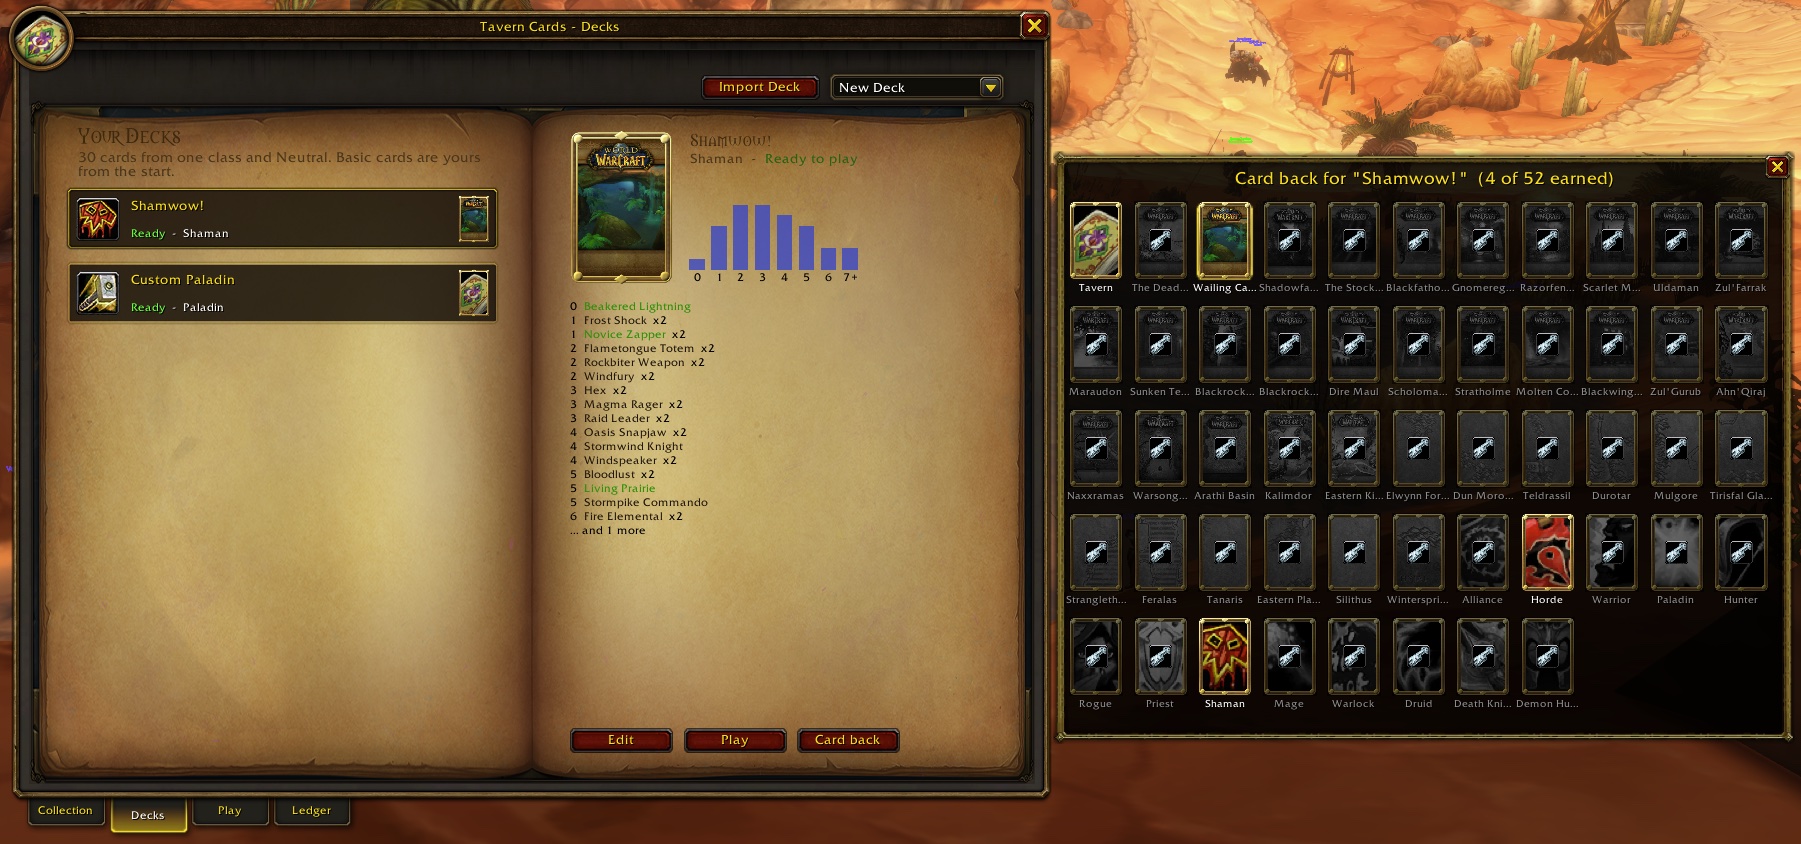 Tavern Cards - Decks
Import Deck
New Deck
Your Decks
30 cards from one class and Neutral. Basic cards are yours
from the start.
Shamwow!
Ready - Shaman
Custom Paladin
Ready - Paladin
WORLD
WARCRAFT
Shamwow!
Shaman - Ready to play
0 1 2 3 4 5 6 7+
0 Beakered Lightning
1 Frost Shock x2
1 Novice Zapper x2
2 Flametongue Totem x2
2 Rockbiter Weapon x2
2 Windfury x2
3 Hex x2
3 Magma Rager x2
3 Raid Leader x2
4 Oasis Snapjaw x2
4 Stormwind Knight
4 Windspeaker x2
5 Bloodlust x2
5 Living Prairie
5 Stormpike Commando
6 Fire Elemental x2
... and 1 more
Edit
Play
Card back
Collection
Decks
Play
Ledger
Card back for "Shamwow!" (4 of 52 earned)
Tavern
The Dead...
Wailing Ca...
Shadowfa...
The Stock...
Blackfatho...
Gnomereg...
Razorfen...
Scarlet M...
Uldaman
Zul'Farrak
Maraudon
Sunken Te...
Blackrock...
Blackrock...
Dire Maul
Scholoma...
Stratholme
Molten Co...
Blackwing...
Zul'Gurub
Ahn'Qiraj
Naxxramas
Warsong...
Arathi Basin
Kalimdor
Eastern Ki...
Elwynn For...
Dun Moro...
Teldrassil
Durotar
Mulgore
Tirisfal Gla...
Strangleth...
Feralas
Tanaris
Eastern Pla...
Silithus
Winterspri...
Alliance
Horde
Warrior
Paladin
Hunter
Rogue
Priest
Shaman
Mage
Warlock
Druid
Death Kni...
Demon Hu...